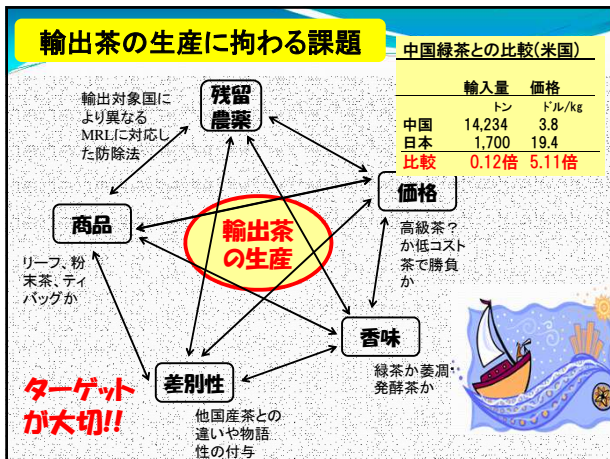 輸出茶の生産に拘わる課題
中国緑茶との比較(米国)
輸入量 価格
トン ドル/kg
中国 14,234 3.8
日本 1,700 19.4
比較 0.12倍 5.11倍
輸出対象国に
より異なる
MRLに対応し
た防除法
残留
農薬
価格
高級茶?
か低コスト
茶で勝負
か
商品
リーフ、粉
末茶、ティ
バッグか
輸出茶
の生産
香味
緑茶か萎凋・
発酵茶か
差別性
他国産茶との
違いや物語
性の付与
ターゲット
が大切!!